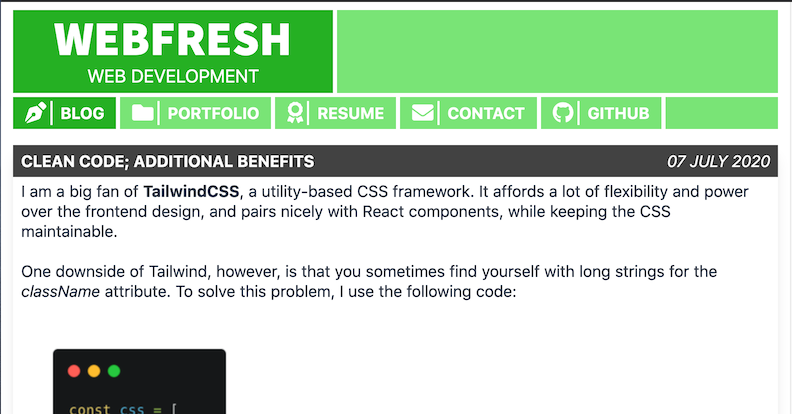 WEBFRESH
WEB DEVELOPMENT
BLOG PORTFOLIO RESUME CONTACT GITHUB
CLEAN CODE; ADDITIONAL BENEFITS 07 JULY 2020
I am a big fan of TailwindCSS, a utility-based CSS framework. It affords a lot of flexibility and power
over the frontend design, and pairs nicely with React components, while keeping the CSS
maintainable.
One downside of Tailwind, however, is that you sometimes find yourself with long strings for the
className attribute. To solve this problem, I use the following code:
const css = [